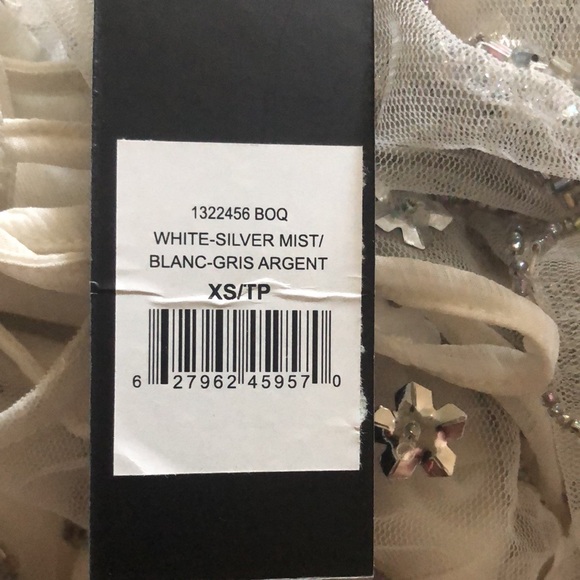 1322456 BOQ
WHITE-SILVER MIST/
BLANC-GRIS ARGENT
XS/TP
6 27962 45957 0